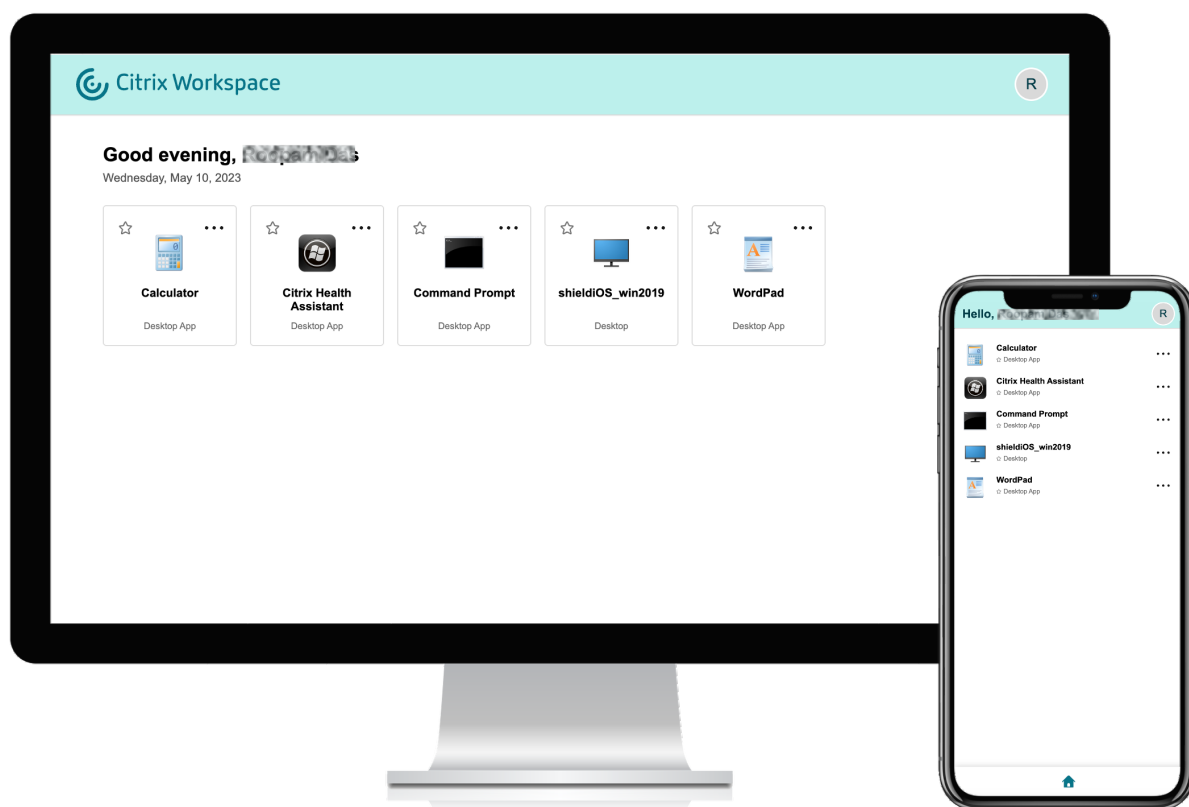 Citrix Workspace
R
Good evening,
Wednesday, May 10, 2023
Calculator
Desktop App
Citrix Health
Assistant
Desktop App
Command Prompt
Desktop App
shieldiOS_win2019
Desktop
WordPad
Desktop App
Hello,
R
Calculator
Desktop App
Citrix Health Assistant
Desktop App
Command Prompt
Desktop App
shieldiOS_win2019
Desktop
WordPad
Desktop App